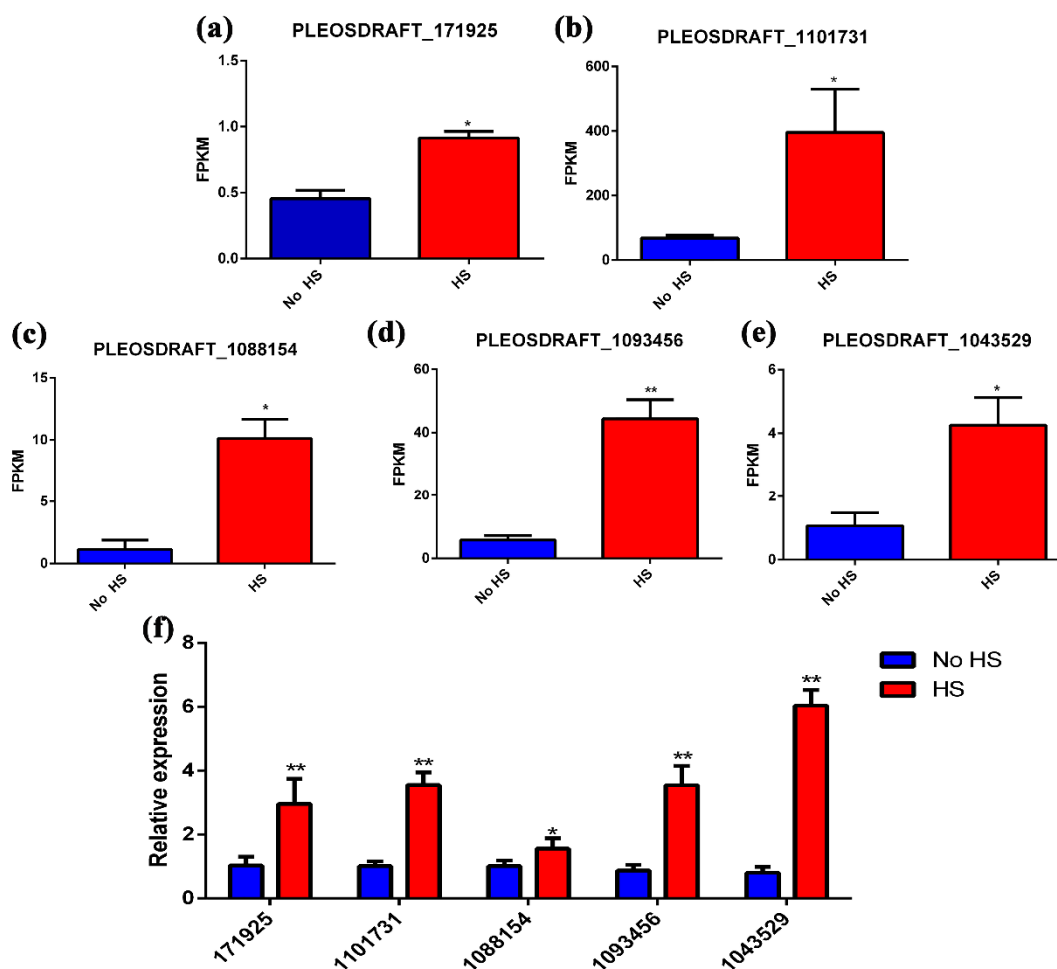 (a)
PLEOSDRAFT_171925
FPKM
1.5
1.0
0.5
0.0
*
No HS
HS
(b)
PLEOSDRAFT_1101731
FPKM
600
400
200
0
*
No HS
HS
(c)
PLEOSDRAFT_1088154
FPKM
15
10
5
0
*
No HS
HS
(d)
PLEOSDRAFT_1093456
FPKM
60
40
20
0
**
No HS
HS
(e)
PLEOSDRAFT_1043529
FPKM
6
4
2
0
*
No HS
HS
(f)
Relative expression
8
6
4
2
0
**
**
*
**
**
171925
1101731
1088154
1093456
1043529
No HS
HS